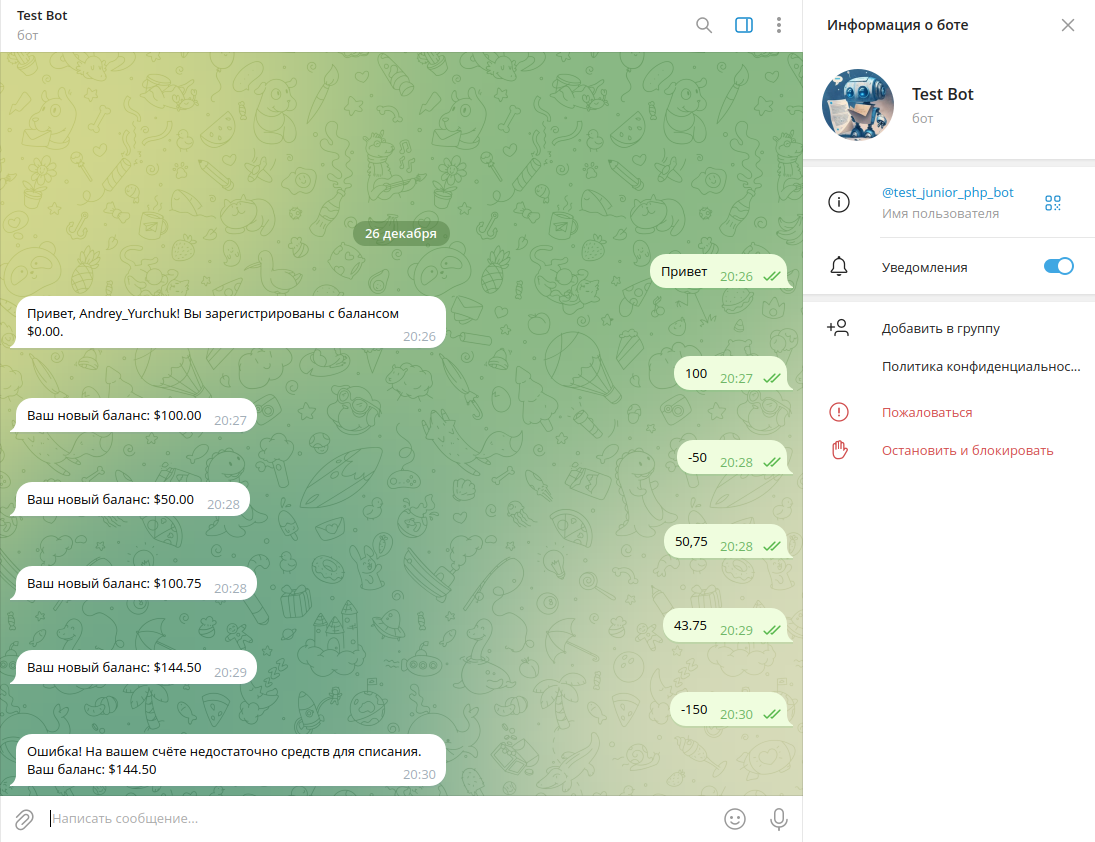 Test Bot
бот
26 декабря
Привет 20:26
Привет, Andrey_Yurchuk! Вы зарегистрированы с балансом
$0.00. 20:26
100 20:27
Ваш новый баланс: $100.00 20:27
-50 20:28
Ваш новый баланс: $50.00 20:28
50,75 20:28
Ваш новый баланс: $100.75 20:28
43.75 20:29
Ваш новый баланс: $144.50 20:29
-150 20:30
Ошибка! На вашем счёте недостаточно средств для списания.
Ваш баланс: $144.50 20:30
Написать сообщение...
Информация о боте
Test Bot
бот
@test_junior_php_bot
Имя пользователя
Уведомления
Добавить в группу
Политика конфиденциальнос...
Пожаловаться
Остановить и блокировать